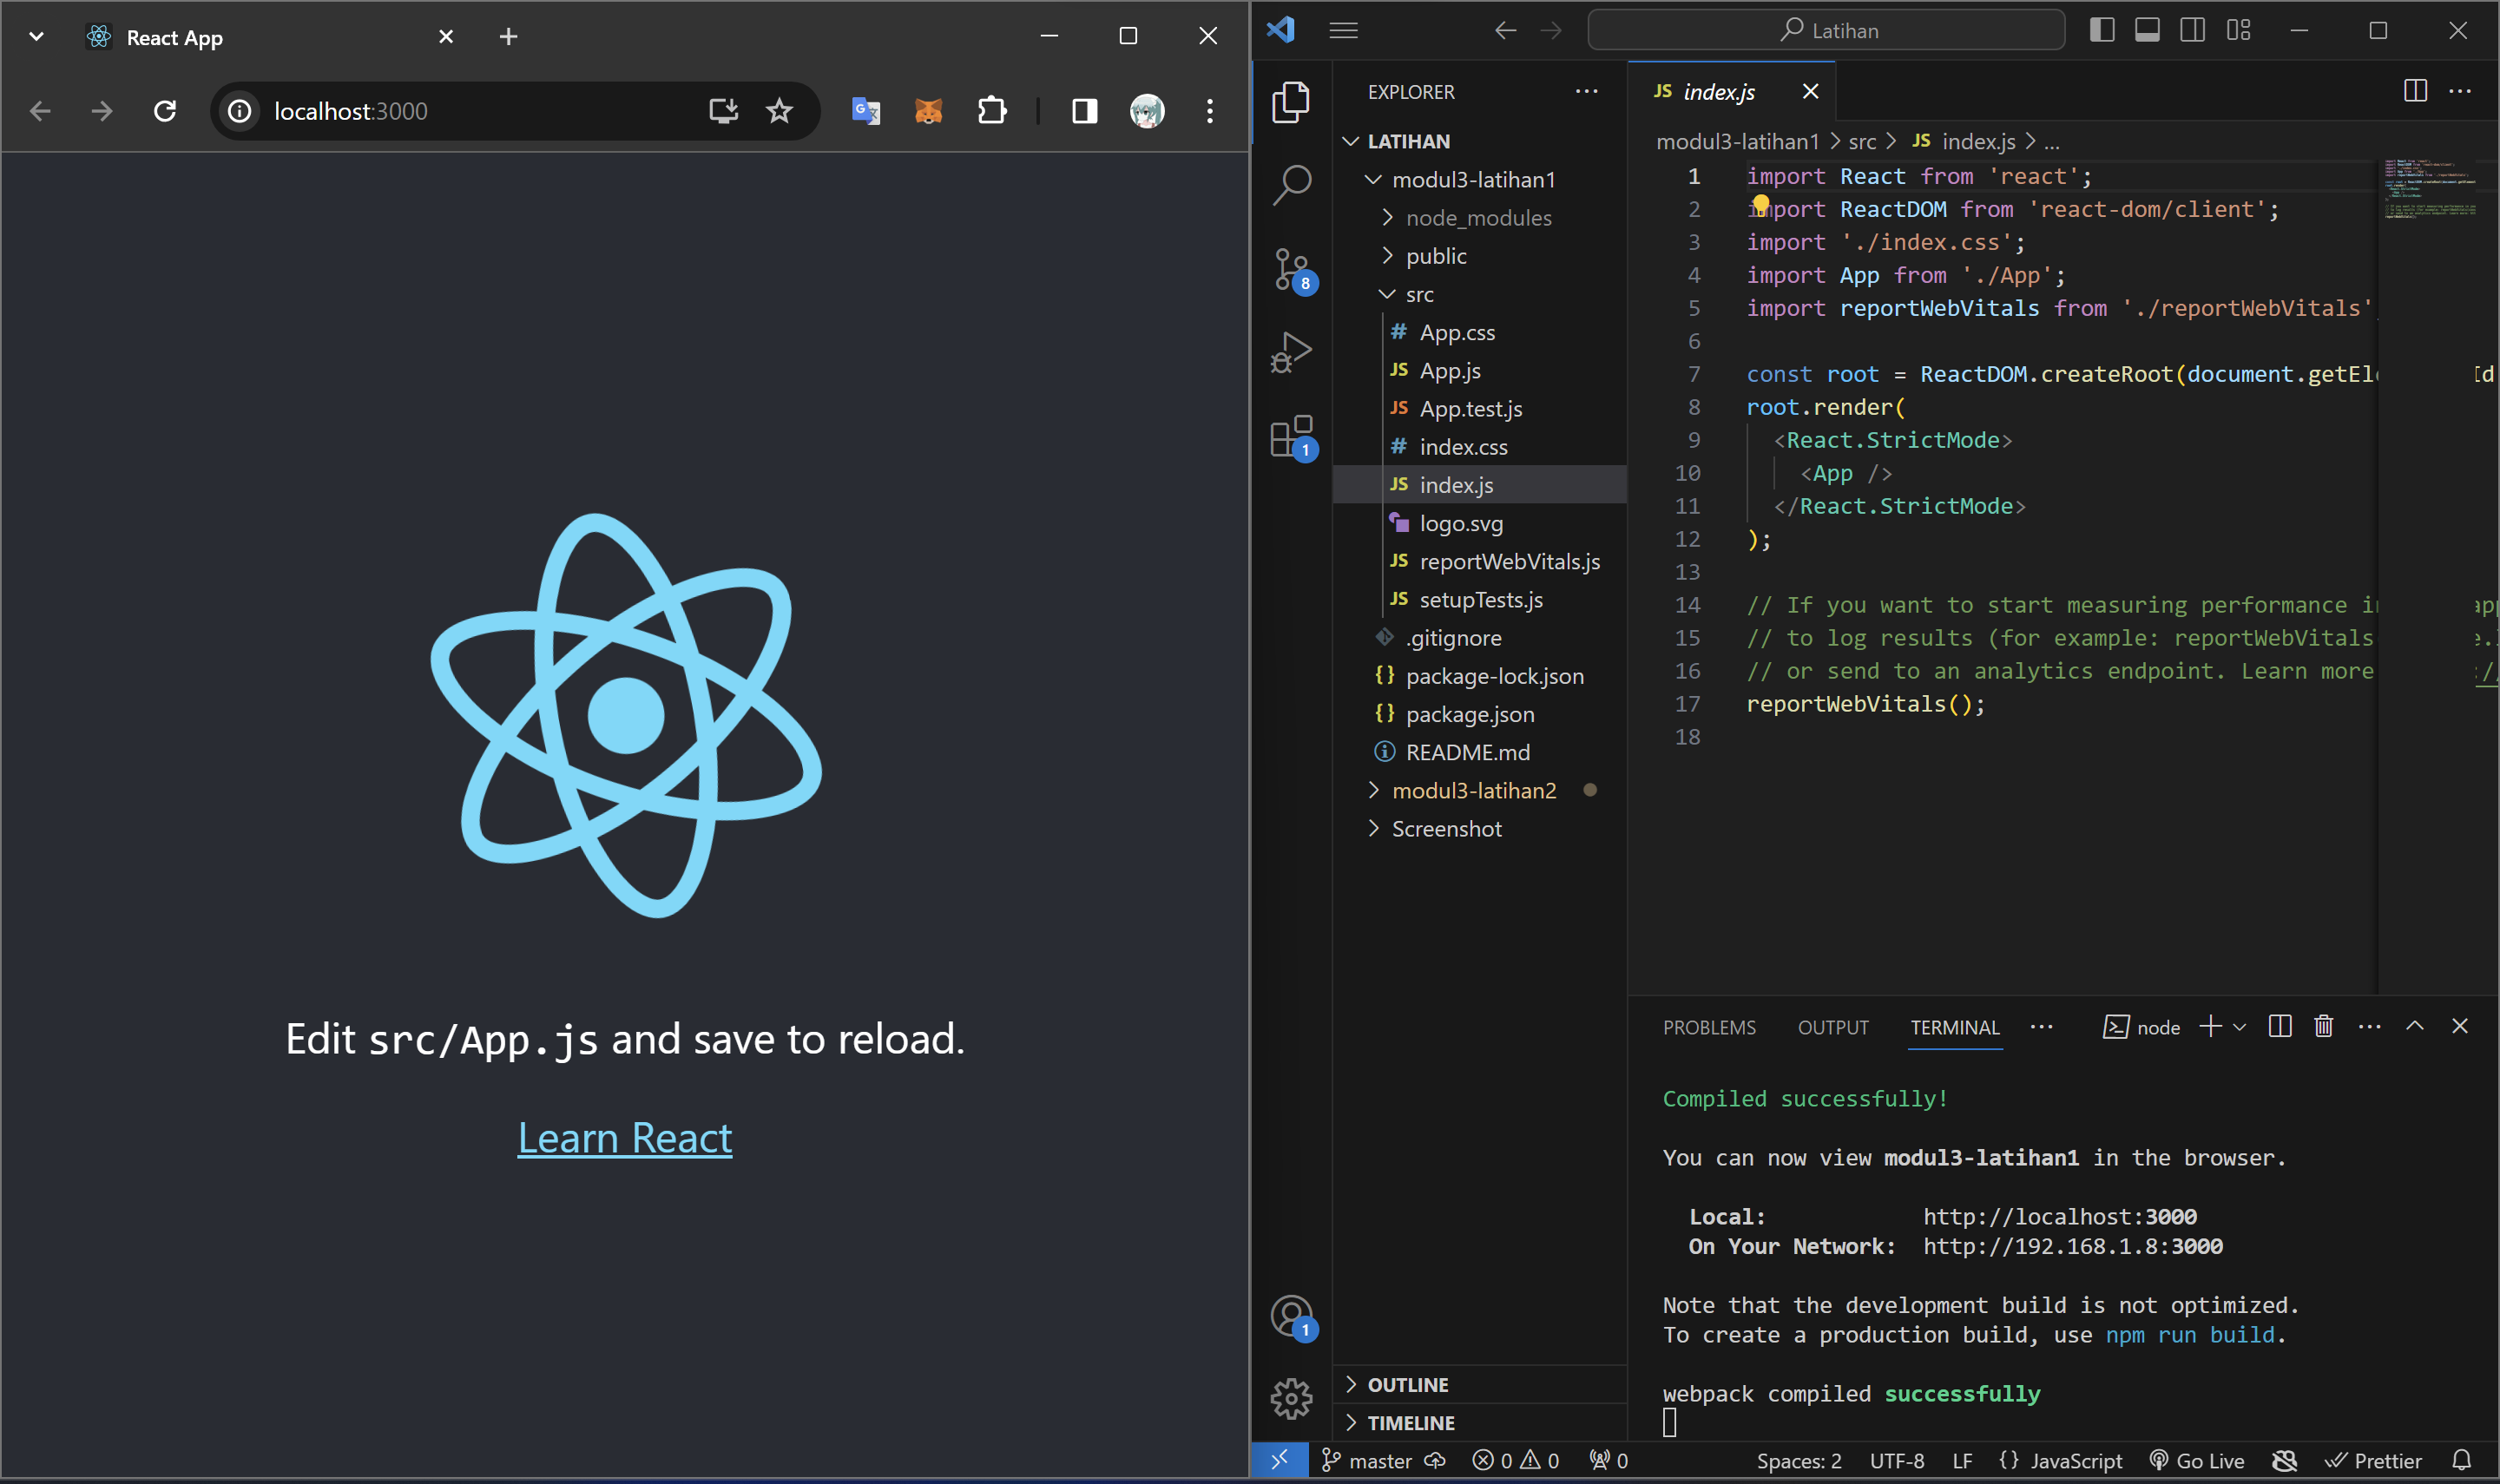 React App
localhost:3000
Edit src/App.js and save to reload.
Learn React
Latihan
EXPLORER
LATIHAN
modul3-latihan1
node_modules
public
src
App.css
App.js
App.test.js
index.css
index.js
logo.svg
reportWebVitals.js
setupTests.js
.gitignore
package-lock.json
package.json
README.md
modul3-latihan2
Screenshot
OUTLINE
TIMELINE
8
1
1
JS index.js
modul3-latihan1 > src > JS index.js > ...
1 import React from 'react';
2 import ReactDOM from 'react-dom/client';
3 import './index.css';
4 import App from './App';
5 import reportWebVitals from './reportWebVitals'
6
7 const root = ReactDOM.createRoot(document.getEl Id
8 root.render(
9 <React.StrictMode>
10 <App />
11 </React.StrictMode>
12 );
13
14 // If you want to start measuring performance i app
15 // to log results (for example: reportWebVitals e.
16 // or send to an analytics endpoint. Learn more ://
17 reportWebVitals();
18
PROBLEMS OUTPUT TERMINAL ... node
Compiled successfully!
You can now view modul3-latihan1 in the browser.
Local: http://localhost:3000
On Your Network: http://192.168.1.8:3000
Note that the development build is not optimized.
To create a production build, use npm run build.
webpack compiled successfully
master 0 0 0 Spaces: 2 UTF-8 LF {} JavaScript Go Live Prettier